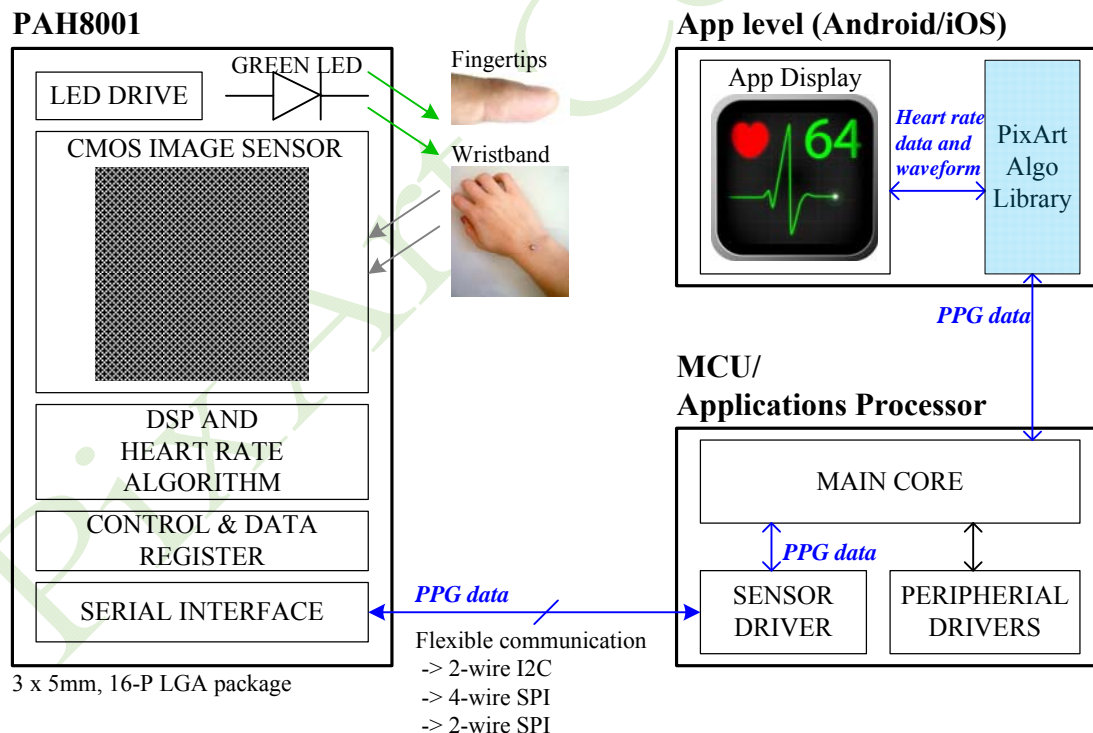 PAH8001
LED DRIVE
GREEN LED
CMOS IMAGE SENSOR
DSP AND
HEART RATE
ALGORITHM
CONTROL & DATA
REGISTER
SERIAL INTERFACE
3 x 5mm, 16-P LGA package
Fingertips
Wristband
PPG data
Flexible communication
-> 2-wire I2C
-> 4-wire SPI
-> 2-wire SPI
App level (Android/iOS)
App Display
64
Heart rate
data and
waveform
PixArt
Algo
Library
PPG data
MCU/
Applications Processor
MAIN CORE
PPG data
SENSOR
DRIVER
PERIPHERIAL
DRIVERS
PixArt Co